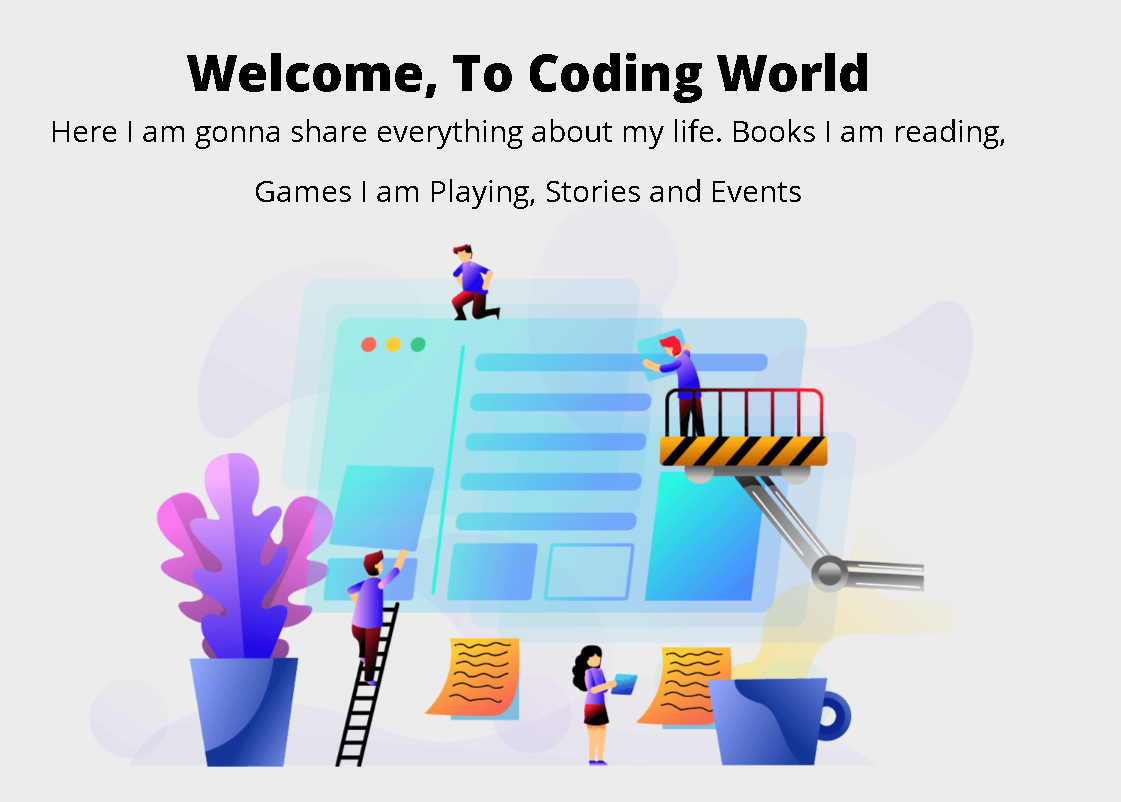 Welcome, To Coding World
Here I am gonna share everything about my life. Books I am reading,
Games I am Playing, Stories and Events